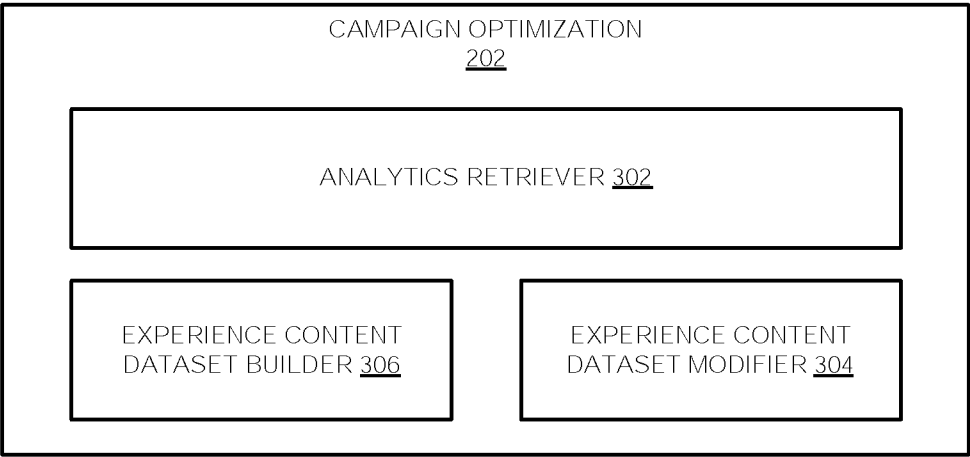 CAMPAIGN OPTIMIZATION
202
ANALYTICS RETRIEVER 302
EXPERIENCE CONTENT
DATASET BUILDER 306
EXPERIENCE CONTENT
DATASET MODIFIER 304